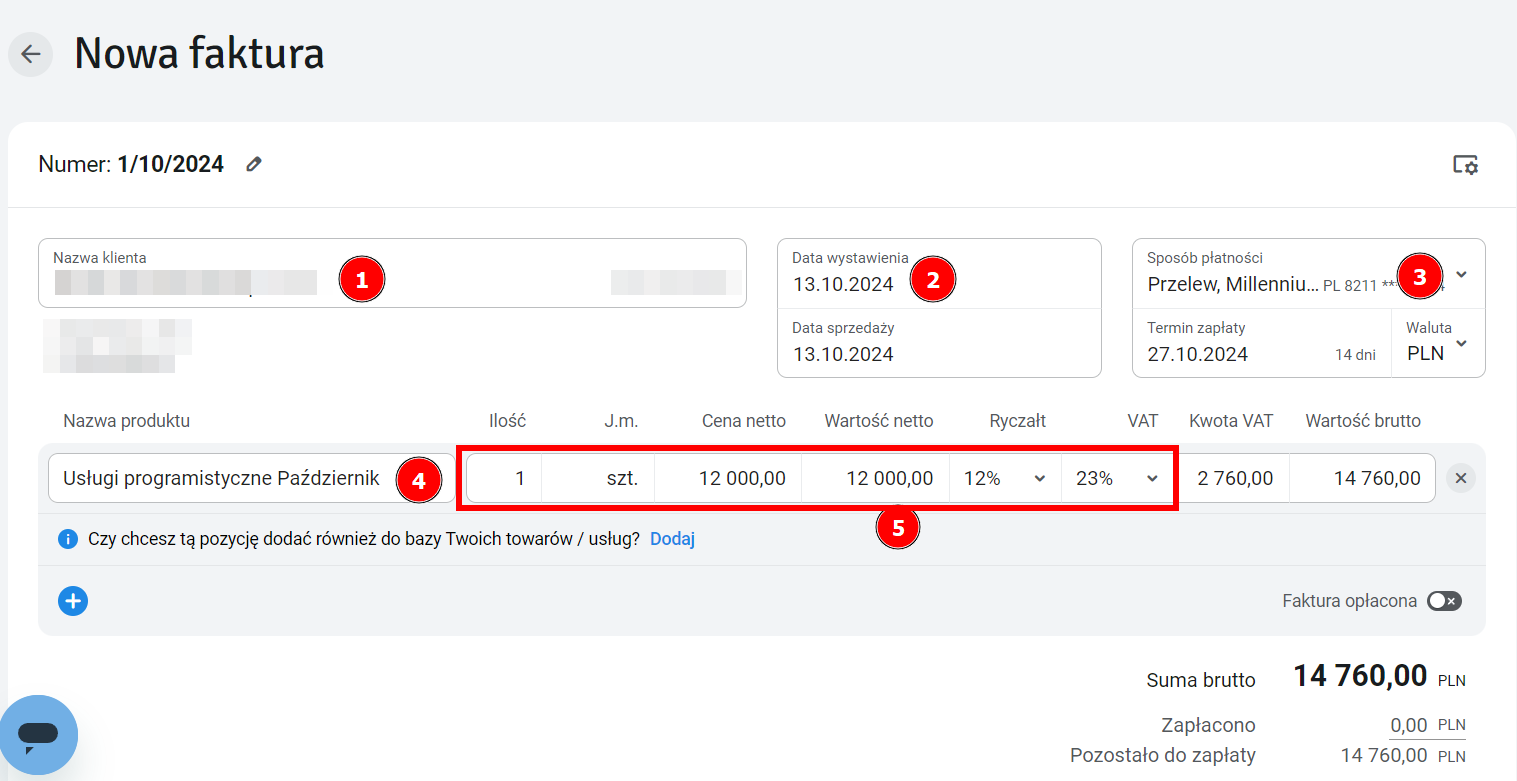 Nowa faktura
Numer: 1/10/2024
Nazwa klienta
1
Data wystawienia
13.10.2024
2
Data sprzedaży
13.10.2024
Sposób płatności
Przelew, Millenniu... PL 8211 **
3
Termin zapłaty
27.10.2024 14 dni
Waluta
PLN
Nazwa produktu Ilość J.m. Cena netto Wartość netto Ryczałt VAT Kwota VAT Wartość brutto
Usługi programistyczne Październik 4 1 szt. 12 000,00 12 000,00 12% 23% 2 760,00 14 760,00
5
Czy chcesz tą pozycję dodać również do bazy Twoich towarów / usług? Dodaj
Faktura opłacona
Suma brutto 14 760,00 PLN
Zapłacono 0,00 PLN
Pozostało do zapłaty 14 760,00 PLN